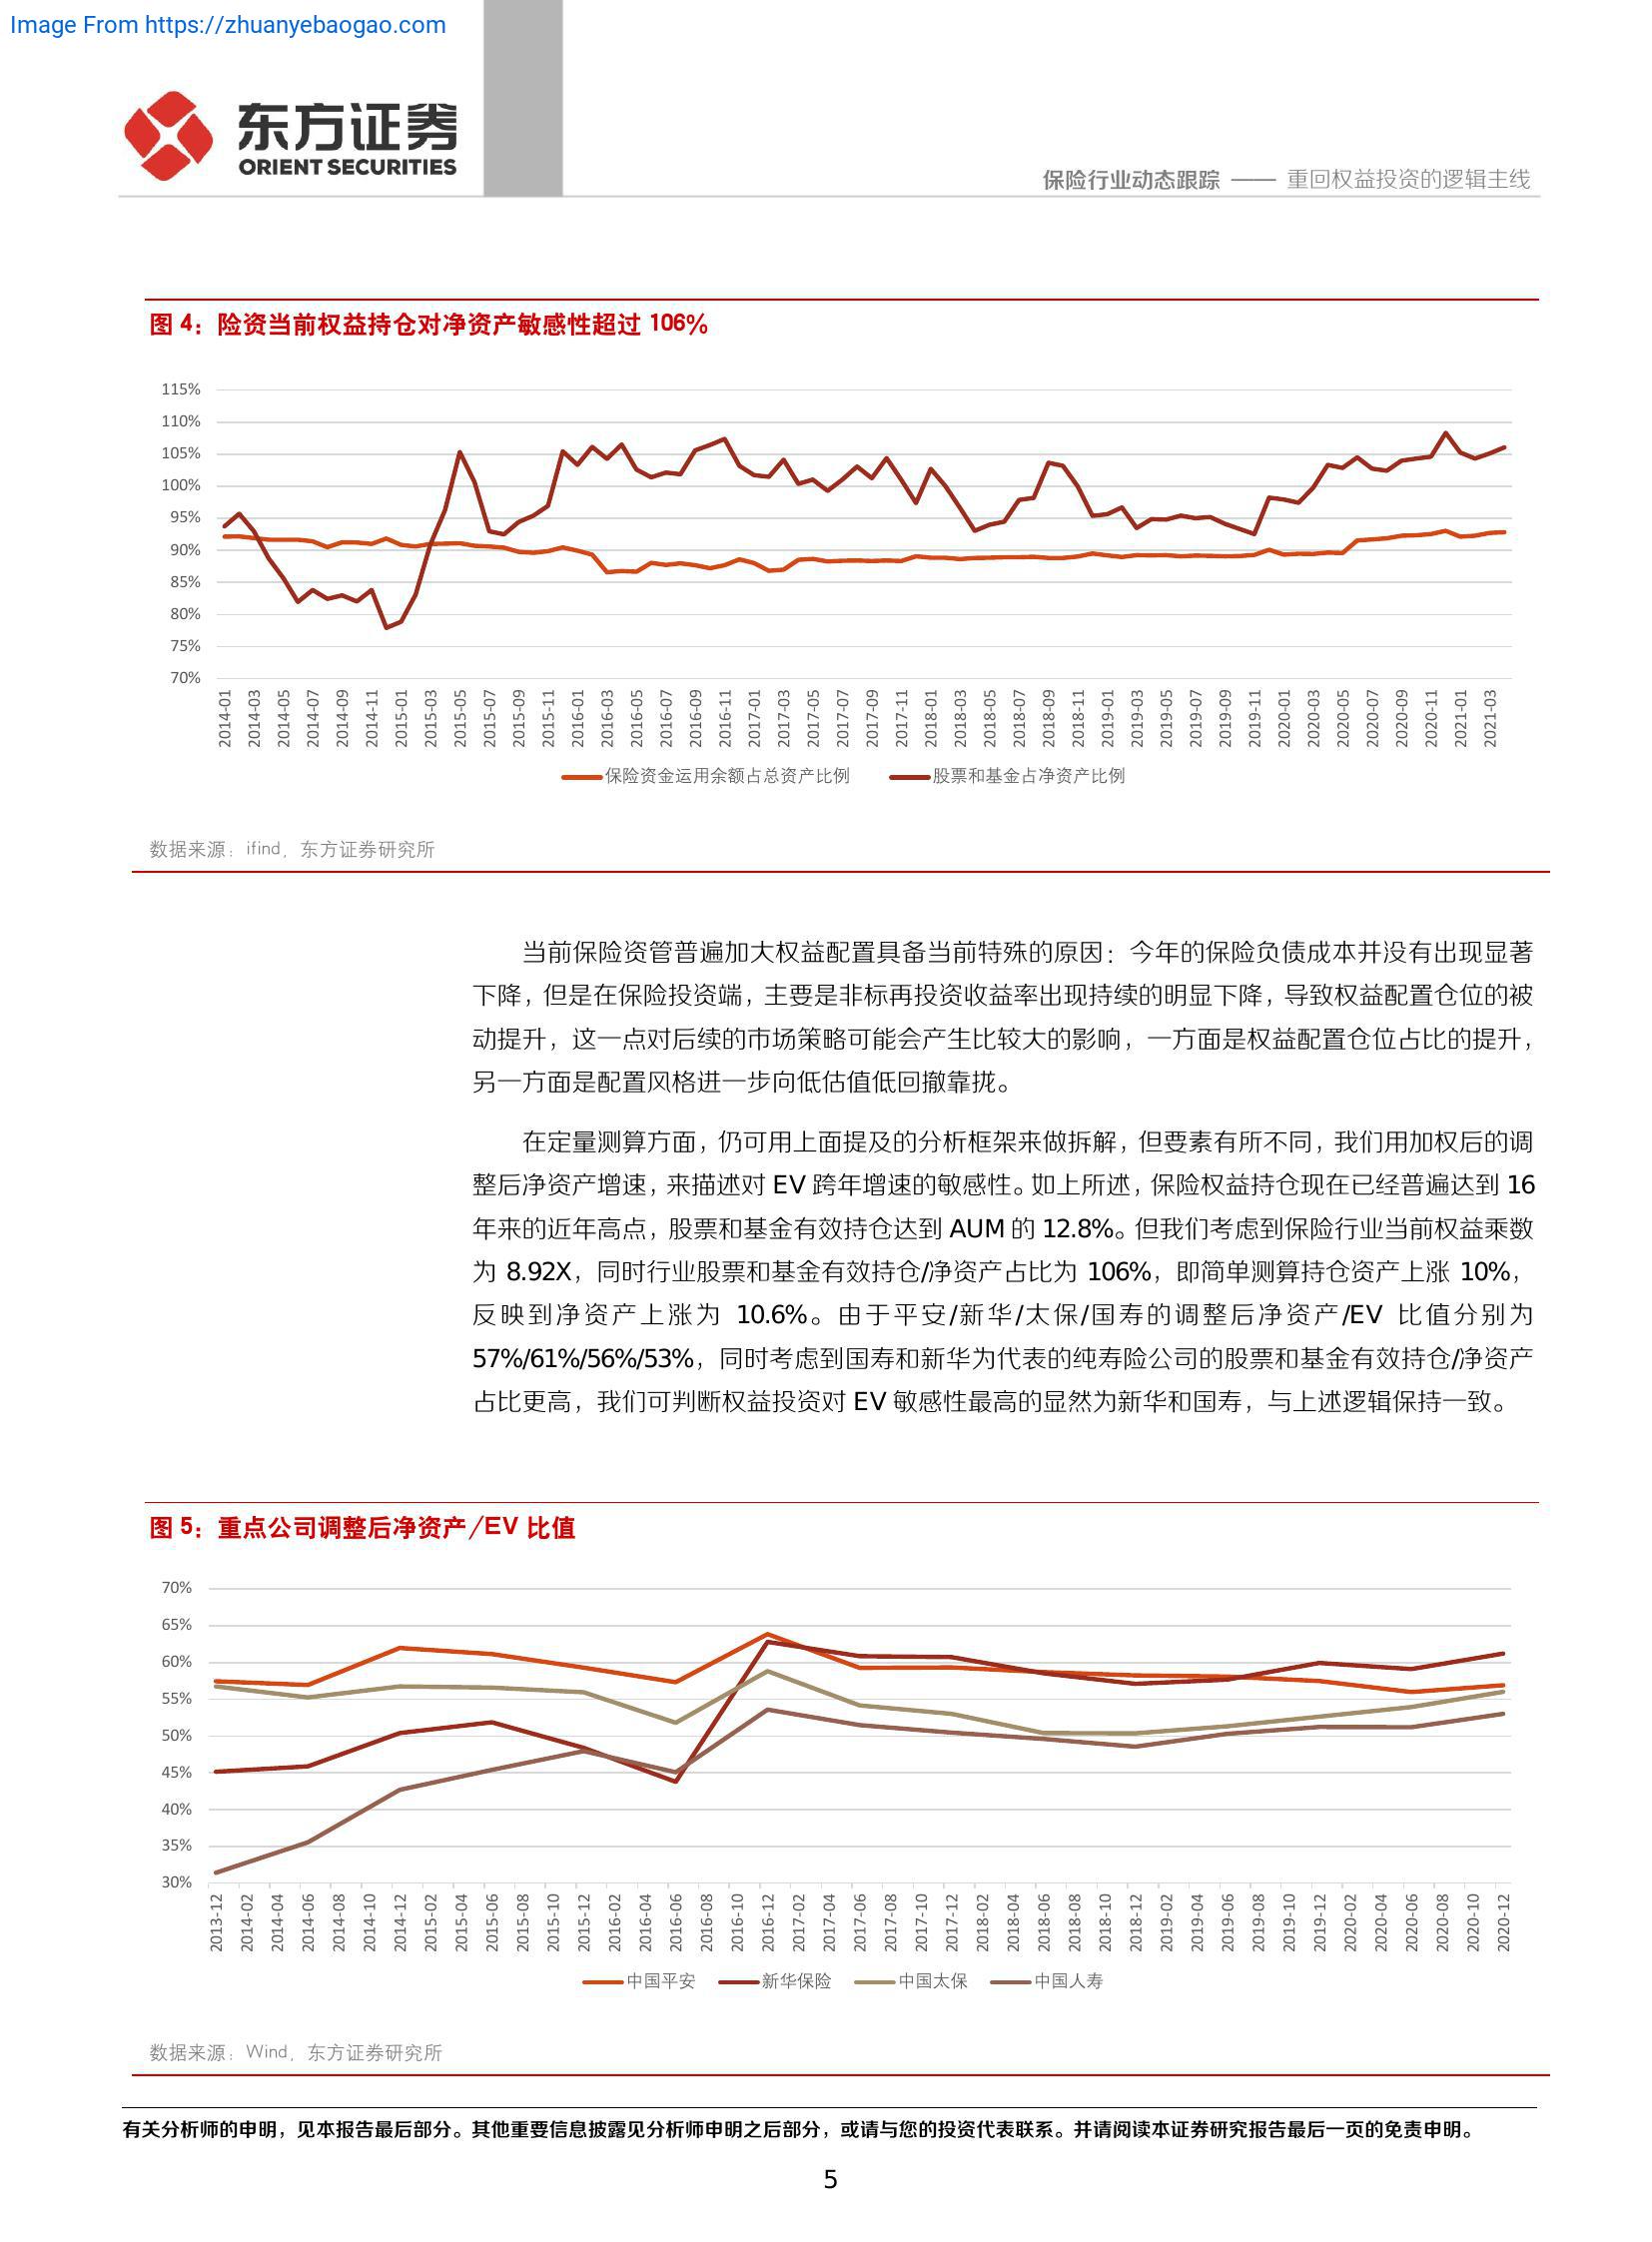 Image From https://zhuanyebaogao.com
东方证券
ORIENT SECURITIES
保险行业动态跟踪 —— 重回权益投资的逻辑主线
图 4：险资当前权益持仓对净资产敏感性超过 106%
115%
110%
105%
100%
95%
90%
85%
80%
75%
70%
2014-01 2014-03 2014-05 2014-07 2014-09 2014-11 2015-01 2015-03 2015-05 2015-07 2015-09 2015-11 2016-01 2016-03 2016-05 2016-07 2016-09 2016-11 2017-01 2017-03 2017-05 2017-07 2017-09 2017-11 2018-01 2018-03 2018-05 2018-07 2018-09 2018-11 2019-01 2019-03 2019-05 2019-07 2019-09 2019-11 2020-01 2020-03 2020-05 2020-07 2020-09 2020-11 2021-01 2021-03
保险资金运用余额占总资产比例 股票和基金占净资产比例
数据来源：ifind，东方证券研究所
当前保险资管普遍加大权益配置具备当前特殊的原因：今年的保险负债成本并没有出现显著
下降，但是在保险投资端，主要是非标再投资收益率出现持续的明显下降，导致权益配置仓位的被
动提升，这一点对后续的市场策略可能会产生比较大的影响，一方面是权益配置仓位占比的提升，
另一方面是配置风格进一步向低估值低回撤靠拢。
在定量测算方面，仍可用上面提及的分析框架来做拆解，但要素有所不同，我们用加权后的调
整后净资产增速，来描述对 EV 跨年增速的敏感性。如上所述，保险权益持仓现在已经普遍达到 16
年来的近年高点，股票和基金有效持仓达到 AUM 的 12.8%。但我们考虑到保险行业当前权益乘数
为 8.92X，同时行业股票和基金有效持仓/净资产占比为 106%，即简单测算持仓资产上涨 10%，
反映到净资产上涨为 10.6%。由于平安/新华/太保/国寿的调整后净资产/EV 比值分别为
57%/61%/56%/53%，同时考虑到国寿和新华为代表的纯寿险公司的股票和基金有效持仓/净资产
占比更高，我们可判断权益投资对 EV 敏感性最高的显然为新华和国寿，与上述逻辑保持一致。
图 5：重点公司调整后净资产/EV 比值
70%
65%
60%
55%
50%
45%
40%
35%
30%
2013-12 2014-02 2014-04 2014-06 2014-08 2014-10 2014-12 2015-02 2015-04 2015-06 2015-08 2015-10 2015-12 2016-02 2016-04 2016-06 2016-08 2016-10 2016-12 2017-02 2017-04 2017-06 2017-08 2017-10 2017-12 2018-02 2018-04 2018-06 2018-08 2018-10 2018-12 2019-02 2019-04 2019-06 2019-08 2019-10 2019-12 2020-02 2020-04 2020-06 2020-08 2020-10 2020-12
中国平安 新华保险 中国太保 中国人寿
数据来源：Wind，东方证券研究所
有关分析师的申明，见本报告最后部分。其他重要信息披露见分析师申明之后部分，或请与您的投资代表联系。并请阅读本证券研究报告最后一页的免责申明。
5